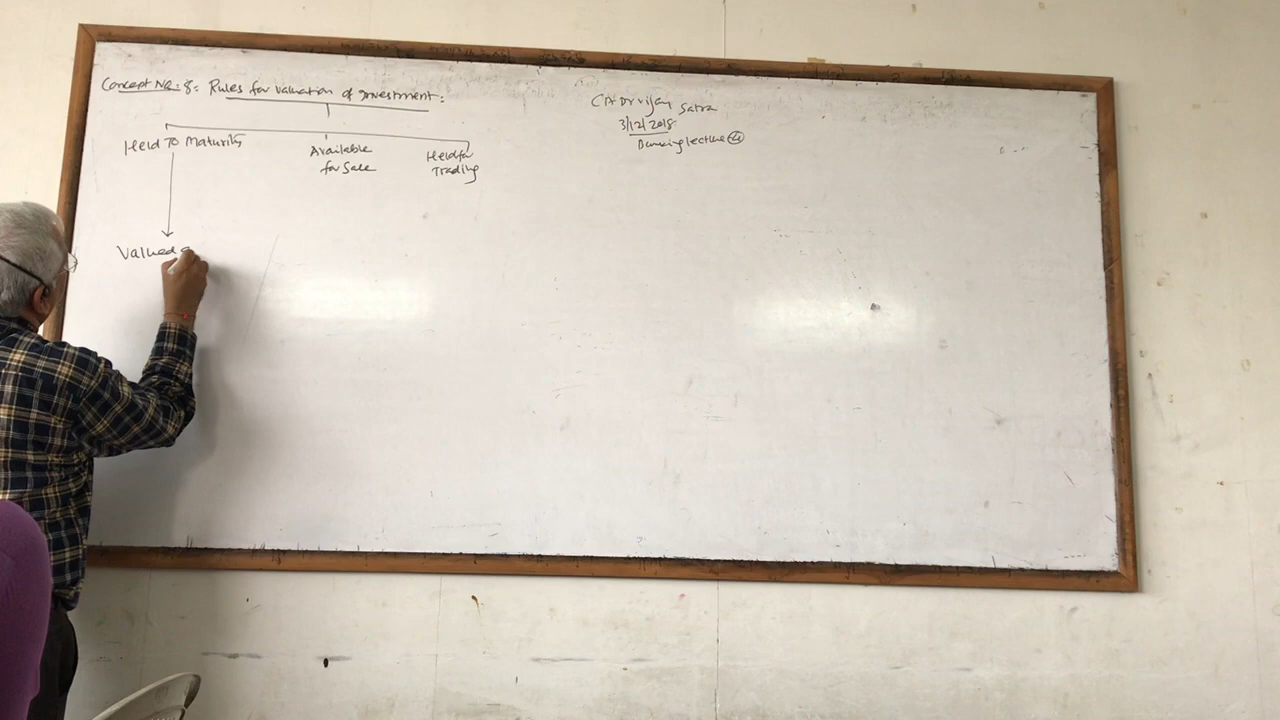 Concept No: 8: Rules for valuation of Investment:
Held To Maturity
Available
for Sale
Held for
Trading
Valued a
CA Dr Vijay Satra
3/12/2018
Banking lecture